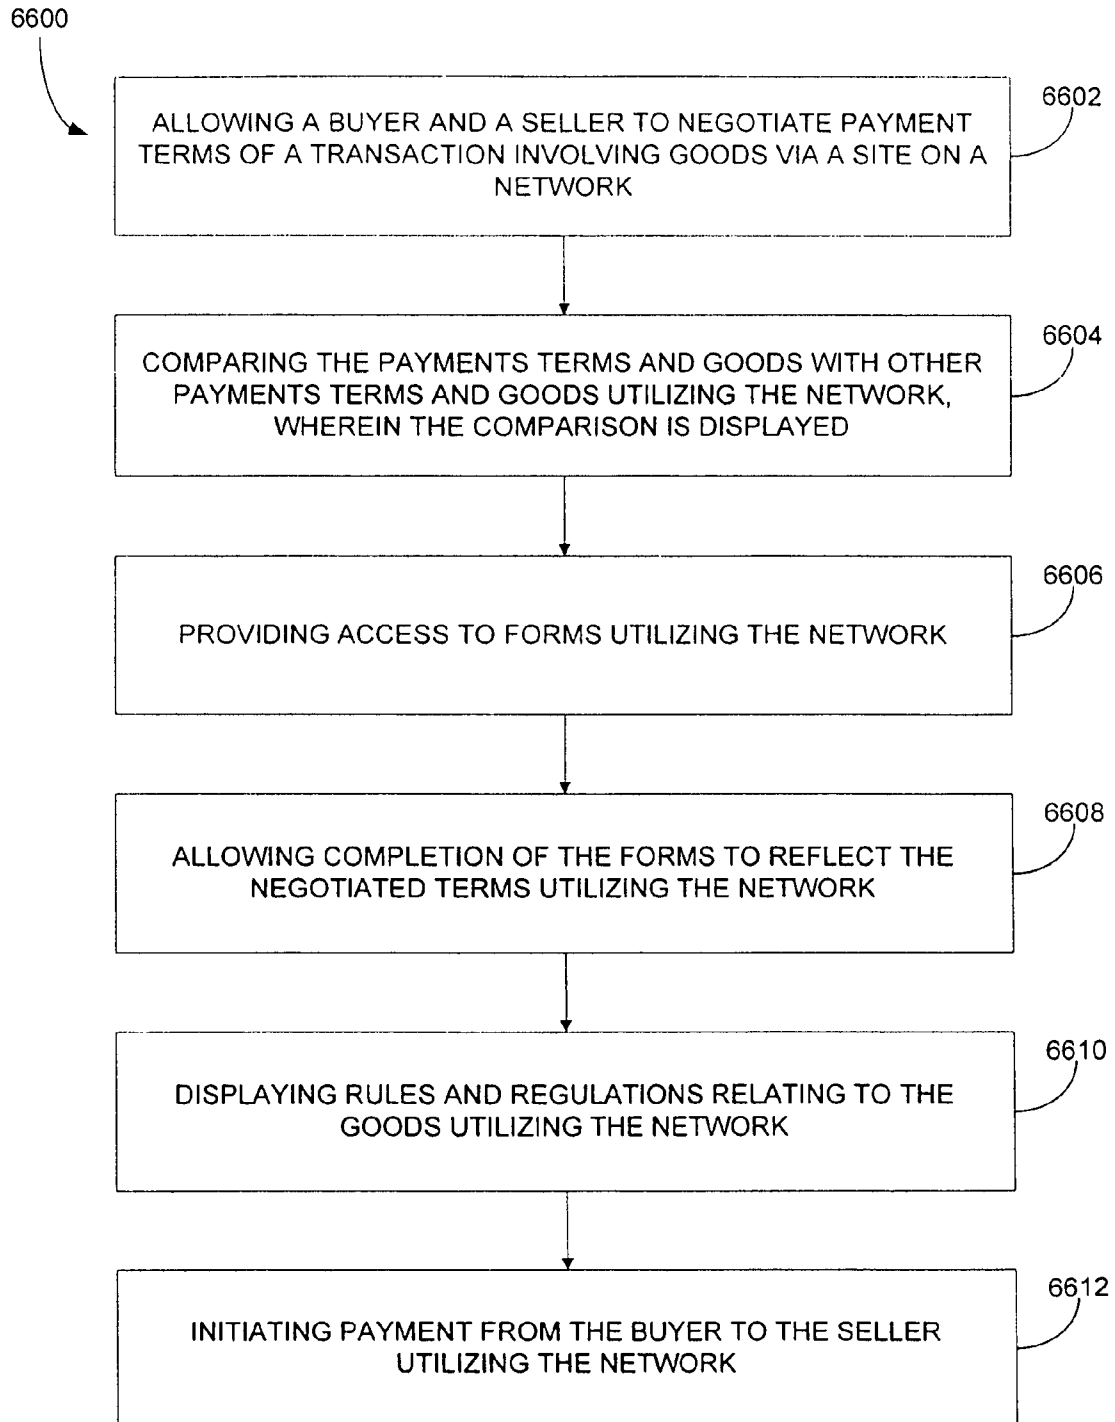 6600
6602
ALLOWING A BUYER AND A SELLER TO NEGOTIATE PAYMENT
TERMS OF A TRANSACTION INVOLVING GOODS VIA A SITE ON A
NETWORK
6604
COMPARING THE PAYMENTS TERMS AND GOODS WITH OTHER
PAYMENTS TERMS AND GOODS UTILIZING THE NETWORK,
WHEREIN THE COMPARISON IS DISPLAYED
6606
PROVIDING ACCESS TO FORMS UTILIZING THE NETWORK
6608
ALLOWING COMPLETION OF THE FORMS TO REFLECT THE
NEGOTIATED TERMS UTILIZING THE NETWORK
6610
DISPLAYING RULES AND REGULATIONS RELATING TO THE
GOODS UTILIZING THE NETWORK
6612
INITIATING PAYMENT FROM THE BUYER TO THE SELLER
UTILIZING THE NETWORK